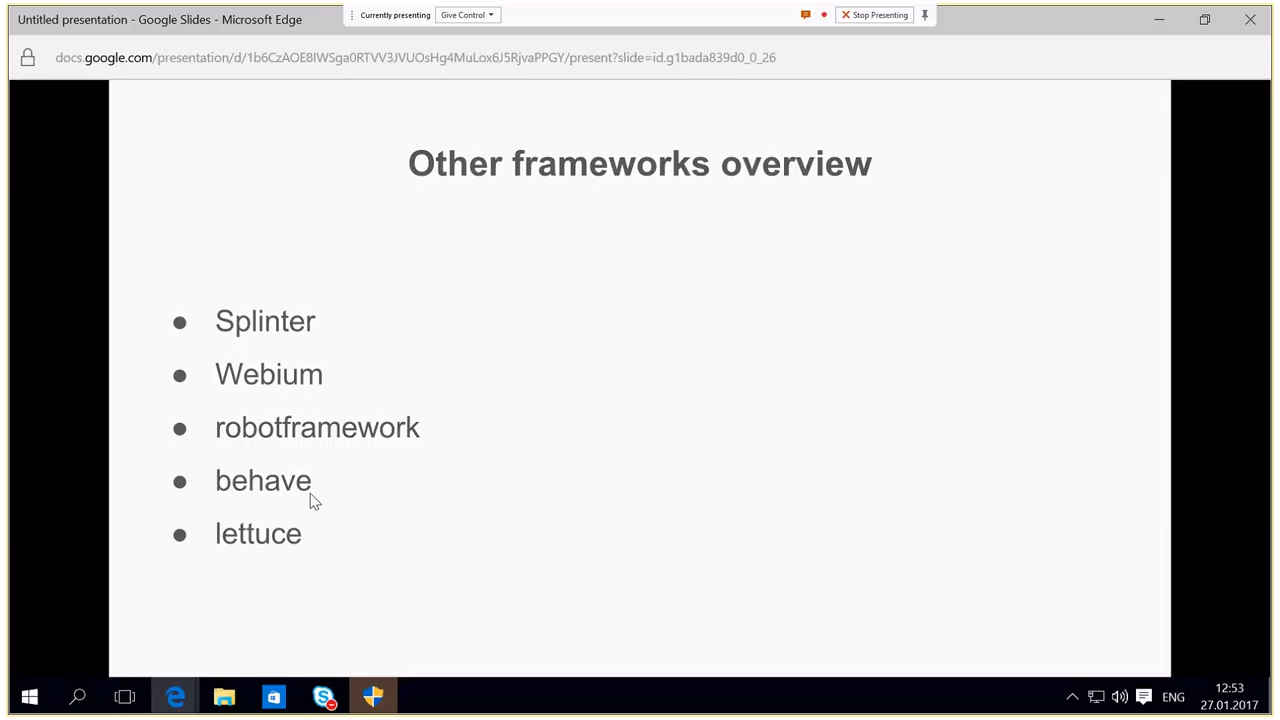 Untitled presentation - Google Slides - Microsoft Edge
Currently presenting
Give Control
Stop Presenting
docs.google.com/presentation/d/1b6CzAOE8IWSga0RTVV3JVUOsHg4MuLox6J5RjvaPPGY/present?slide=id.g1bada839d0_0_26
Other frameworks overview
● Splinter
● Webium
● robotframework
● behave
● lettuce
ENG
12:53
27.01.2017